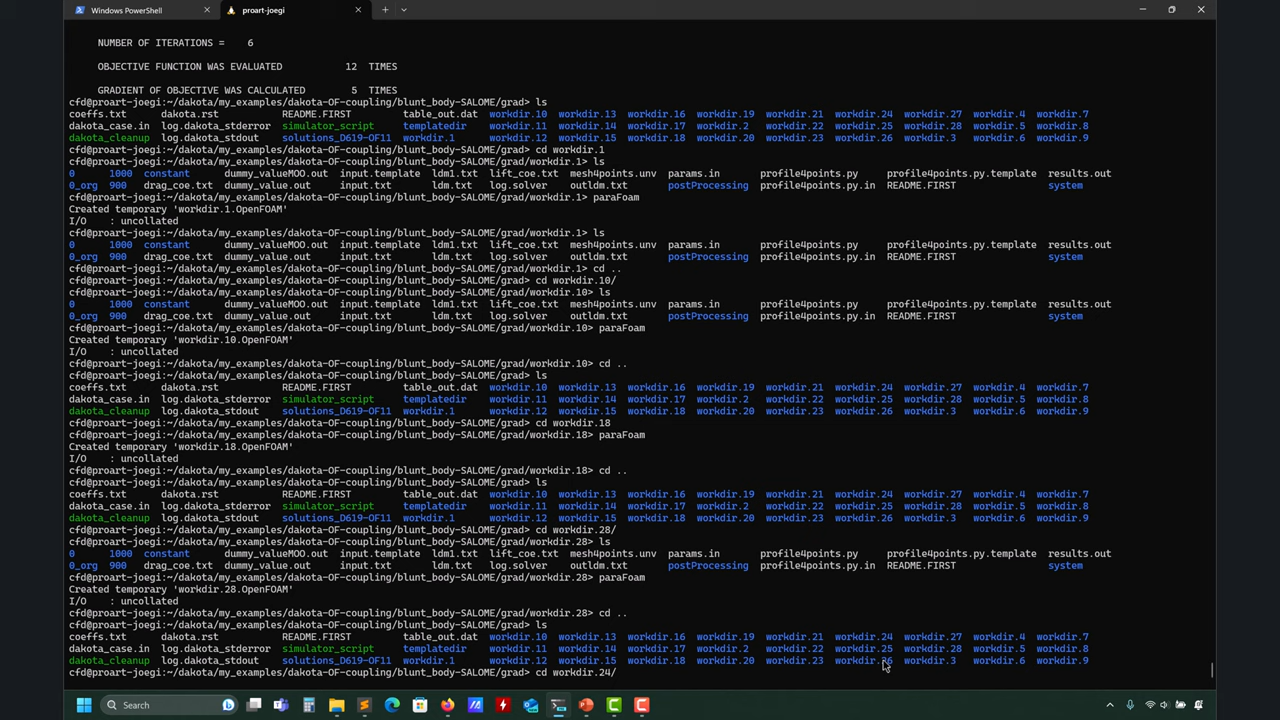 Windows PowerShell
proart-joegi
NUMBER OF ITERATIONS = 6
OBJECTIVE FUNCTION WAS EVALUATED 12 TIMES
GRADIENT OF OBJECTIVE WAS CALCULATED 5 TIMES
cfd@proart-joegi:~/dakota/my_examples/dakota-OF-coupling/blunt_body-SALOME/grad> ls
coeffs.txt dakota.rst README.FIRST table_out.dat workdir.10 workdir.13 workdir.16 workdir.19 workdir.21 workdir.24 workdir.27 workdir.4 workdir.7
dakota_case.in log.dakota_stderror simulator_script templatedir workdir.11 workdir.14 workdir.17 workdir.2 workdir.22 workdir.25 workdir.28 workdir.5 workdir.8
dakota_cleanup log.dakota_stdout solutions_D619-OF11 workdir.1 workdir.12 workdir.15 workdir.18 workdir.20 workdir.23 workdir.26 workdir.3 workdir.6 workdir.9
cfd@proart-joegi:~/dakota/my_examples/dakota-OF-coupling/blunt_body-SALOME/grad> cd workdir.1
cfd@proart-joegi:~/dakota/my_examples/dakota-OF-coupling/blunt_body-SALOME/grad/workdir.1> ls
0 1000 constant dummy_valueMOO.out input.template ldm1.txt lift_coe.txt mesh4points.unv params.in profile4points.py profile4points.py.template results.out
0_org 900 drag_coe.txt dummy_value.out input.txt ldm.txt log.solver outldm.txt postProcessing profile4points.py.in README.FIRST system
cfd@proart-joegi:~/dakota/my_examples/dakota-OF-coupling/blunt_body-SALOME/grad/workdir.1> paraFoam
Created temporary 'workdir.1.OpenFOAM'
I/O : uncollated
cfd@proart-joegi:~/dakota/my_examples/dakota-OF-coupling/blunt_body-SALOME/grad/workdir.1> ls
0 1000 constant dummy_valueMOO.out input.template ldm1.txt lift_coe.txt mesh4points.unv params.in profile4points.py profile4points.py.template results.out
0_org 900 drag_coe.txt dummy_value.out input.txt ldm.txt log.solver outldm.txt postProcessing profile4points.py.in README.FIRST system
cfd@proart-joegi:~/dakota/my_examples/dakota-OF-coupling/blunt_body-SALOME/grad/workdir.1> cd ..
cfd@proart-joegi:~/dakota/my_examples/dakota-OF-coupling/blunt_body-SALOME/grad> cd workdir.10/
cfd@proart-joegi:~/dakota/my_examples/dakota-OF-coupling/blunt_body-SALOME/grad/workdir.10> ls
0 1000 constant dummy_valueMOO.out input.template ldm1.txt lift_coe.txt mesh4points.unv params.in profile4points.py profile4points.py.template results.out
0_org 900 drag_coe.txt dummy_value.out input.txt ldm.txt log.solver outldm.txt postProcessing profile4points.py.in README.FIRST system
cfd@proart-joegi:~/dakota/my_examples/dakota-OF-coupling/blunt_body-SALOME/grad/workdir.10> paraFoam
Created temporary 'workdir.10.OpenFOAM'
I/O : uncollated
cfd@proart-joegi:~/dakota/my_examples/dakota-OF-coupling/blunt_body-SALOME/grad/workdir.10> cd ..
cfd@proart-joegi:~/dakota/my_examples/dakota-OF-coupling/blunt_body-SALOME/grad> ls
coeffs.txt dakota.rst README.FIRST table_out.dat workdir.10 workdir.13 workdir.16 workdir.19 workdir.21 workdir.24 workdir.27 workdir.4 workdir.7
dakota_case.in log.dakota_stderror simulator_script templatedir workdir.11 workdir.14 workdir.17 workdir.2 workdir.22 workdir.25 workdir.28 workdir.5 workdir.8
dakota_cleanup log.dakota_stdout solutions_D619-OF11 workdir.1 workdir.12 workdir.15 workdir.18 workdir.20 workdir.23 workdir.26 workdir.3 workdir.6 workdir.9
cfd@proart-joegi:~/dakota/my_examples/dakota-OF-coupling/blunt_body-SALOME/grad> cd workdir.18
cfd@proart-joegi:~/dakota/my_examples/dakota-OF-coupling/blunt_body-SALOME/grad/workdir.18> paraFoam
Created temporary 'workdir.18.OpenFOAM'
I/O : uncollated
cfd@proart-joegi:~/dakota/my_examples/dakota-OF-coupling/blunt_body-SALOME/grad/workdir.18> cd ..
cfd@proart-joegi:~/dakota/my_examples/dakota-OF-coupling/blunt_body-SALOME/grad> ls
coeffs.txt dakota.rst README.FIRST table_out.dat workdir.10 workdir.13 workdir.16 workdir.19 workdir.21 workdir.24 workdir.27 workdir.4 workdir.7
dakota_case.in log.dakota_stderror simulator_script templatedir workdir.11 workdir.14 workdir.17 workdir.2 workdir.22 workdir.25 workdir.28 workdir.5 workdir.8
dakota_cleanup log.dakota_stdout solutions_D619-OF11 workdir.1 workdir.12 workdir.15 workdir.18 workdir.20 workdir.23 workdir.26 workdir.3 workdir.6 workdir.9
cfd@proart-joegi:~/dakota/my_examples/dakota-OF-coupling/blunt_body-SALOME/grad> cd workdir.28/
cfd@proart-joegi:~/dakota/my_examples/dakota-OF-coupling/blunt_body-SALOME/grad/workdir.28> ls
0 1000 constant dummy_valueMOO.out input.template ldm1.txt lift_coe.txt mesh4points.unv params.in profile4points.py profile4points.py.template results.out
0_org 900 drag_coe.txt dummy_value.out input.txt ldm.txt log.solver outldm.txt postProcessing profile4points.py.in README.FIRST system
cfd@proart-joegi:~/dakota/my_examples/dakota-OF-coupling/blunt_body-SALOME/grad/workdir.28> paraFoam
Created temporary 'workdir.28.OpenFOAM'
I/O : uncollated
cfd@proart-joegi:~/dakota/my_examples/dakota-OF-coupling/blunt_body-SALOME/grad/workdir.28> cd ..
cfd@proart-joegi:~/dakota/my_examples/dakota-OF-coupling/blunt_body-SALOME/grad> ls
coeffs.txt dakota.rst README.FIRST table_out.dat workdir.10 workdir.13 workdir.16 workdir.19 workdir.21 workdir.24 workdir.27 workdir.4 workdir.7
dakota_case.in log.dakota_stderror simulator_script templatedir workdir.11 workdir.14 workdir.17 workdir.2 workdir.22 workdir.25 workdir.28 workdir.5 workdir.8
dakota_cleanup log.dakota_stdout solutions_D619-OF11 workdir.1 workdir.12 workdir.15 workdir.18 workdir.20 workdir.23 workdir.26 workdir.3 workdir.6 workdir.9
cfd@proart-joegi:~/dakota/my_examples/dakota-OF-coupling/blunt_body-SALOME/grad> cd workdir.24/
Search